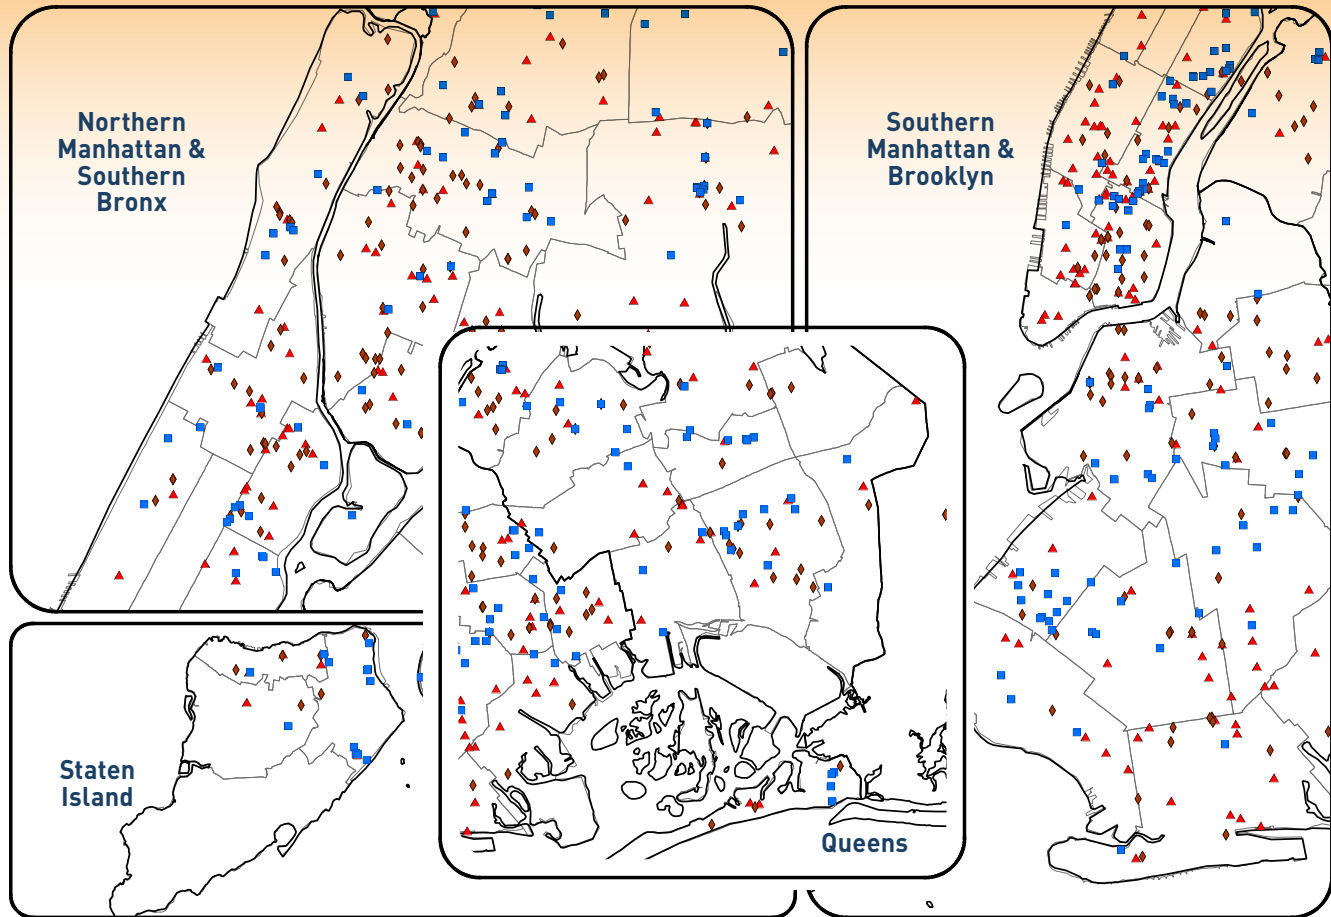 Northern
Manhattan &
Southern
Bronx
Southern
Manhattan &
Brooklyn
Staten
Island
Queens